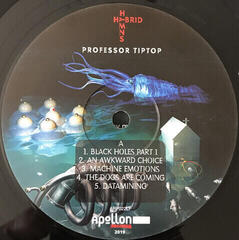 HYBRID
HYMNS
PROFESSOR TIPTOP
A
1. BLACK HOLES PART 1
2. AN AWKWARD CHOICE
3. MACHINE EMOTIONS
4. THE DOGS ARE COMING
5. DATAMINING
Apollon
RECORDS
2019